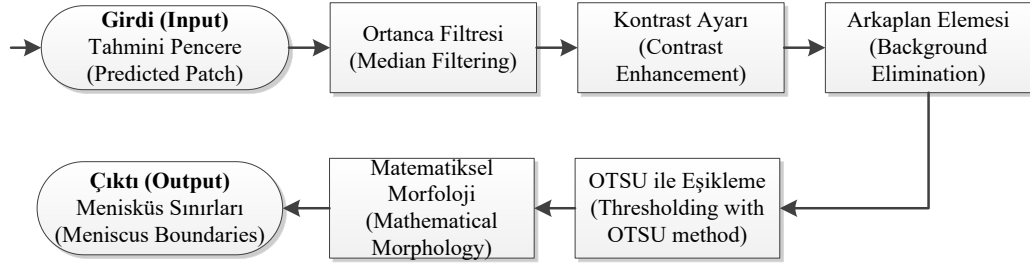 Girdi (Input)
Tahmini Pencere
(Predicted Patch)
Ortanca Filtresi
(Median Filtering)
Kontrast Ayarı
(Contrast
Enhancement)
Arkaplan Elemesi
(Background
Elimination)
OTSU ile Eşikleme
(Thresholding with
OTSU method)
Matematiksel
Morfoloji
(Mathematical
Morphology)
Çıktı (Output)
Menisküs Sınırları
(Meniscus Boundaries)